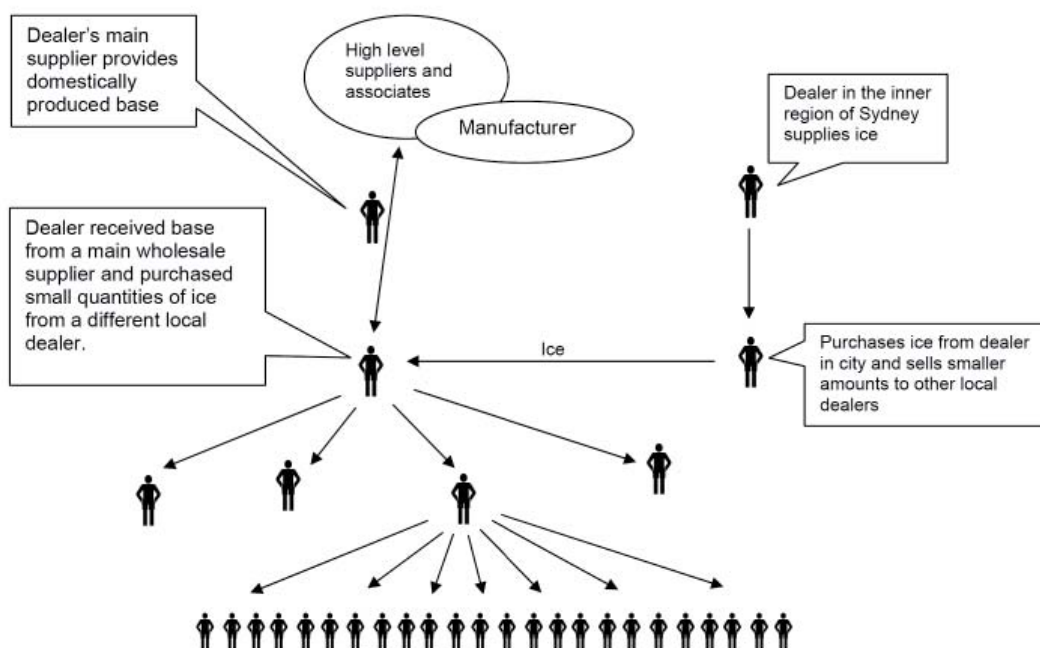 Dealer's main
supplier provides
domestically
produced base
High level
suppliers and
associates
Manufacturer
Dealer in the inner
region of Sydney
supplies ice
Dealer received base
from a main wholesale
supplier and purchased
small quantities of ice
from a different local
dealer.
Ice
Purchases ice from dealer
in city and sells smaller
amounts to other local
dealers